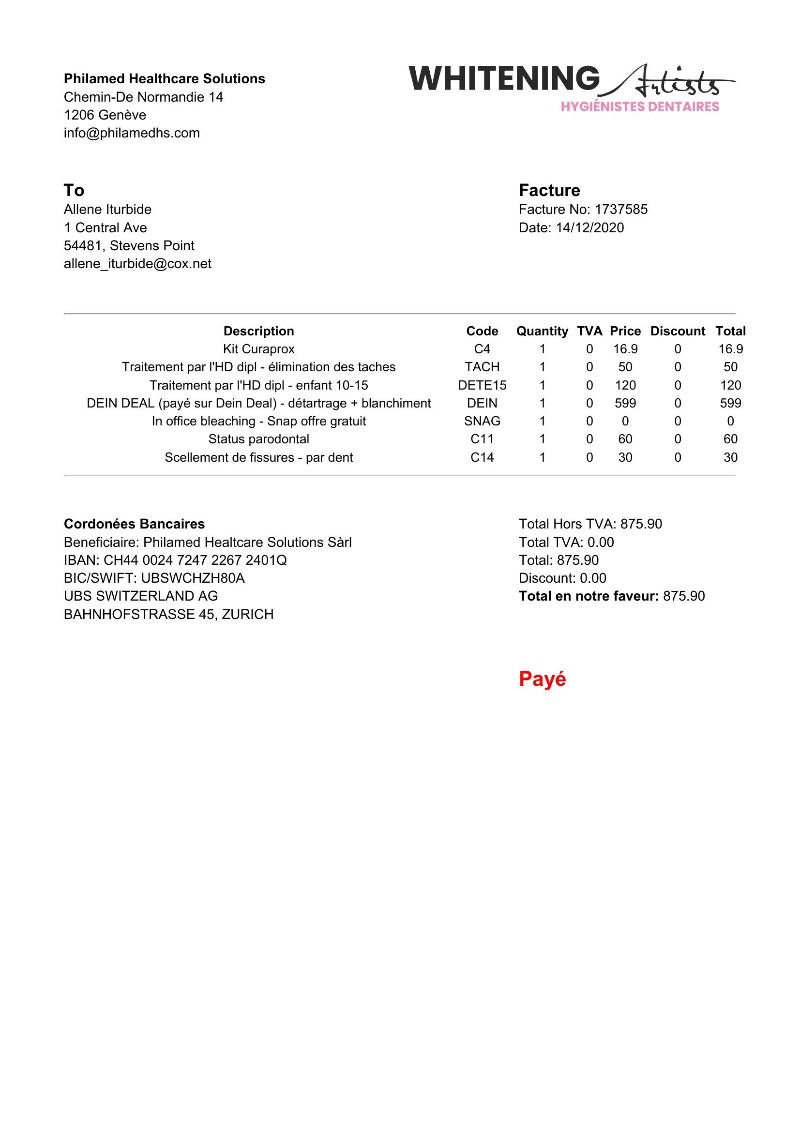 Philamed Healthcare Solutions
Chemin-De Normandie 14
1206 Genève
info@philamedhs.com
WHITENING Artists
HYGIÉNISTES DENTAIRES
To
Allene Iturbide
1 Central Ave
54481, Stevens Point
allene_iturbide@cox.net
Facture
Facture No: 1737585
Date: 14/12/2020
Description Code Quantity TVA Price Discount Total
Kit Curaprox C4 1 0 16.9 0 16.9
Traitement par l'HD dipl - élimination des taches TACH 1 0 50 0 50
Traitement par l'HD dipl - enfant 10-15 DETE15 1 0 120 0 120
DEIN DEAL (payé sur Dein Deal) - détartrage + blanchiment DEIN 1 0 599 0 599
In office bleaching - Snap offre gratuit SNAG 1 0 0 0 0
Status parodontal C11 1 0 60 0 60
Scellement de fissures - par dent C14 1 0 30 0 30
Cordonées Bancaires
Beneficiaire: Philamed Healtcare Solutions Sàrl
IBAN: CH44 0024 7247 2267 2401Q
BIC/SWIFT: UBSWCHZH80A
UBS SWITZERLAND AG
BAHNHOFSTRASSE 45, ZURICH
Total Hors TVA: 875.90
Total TVA: 0.00
Total: 875.90
Discount: 0.00
Total en notre faveur: 875.90
Payé